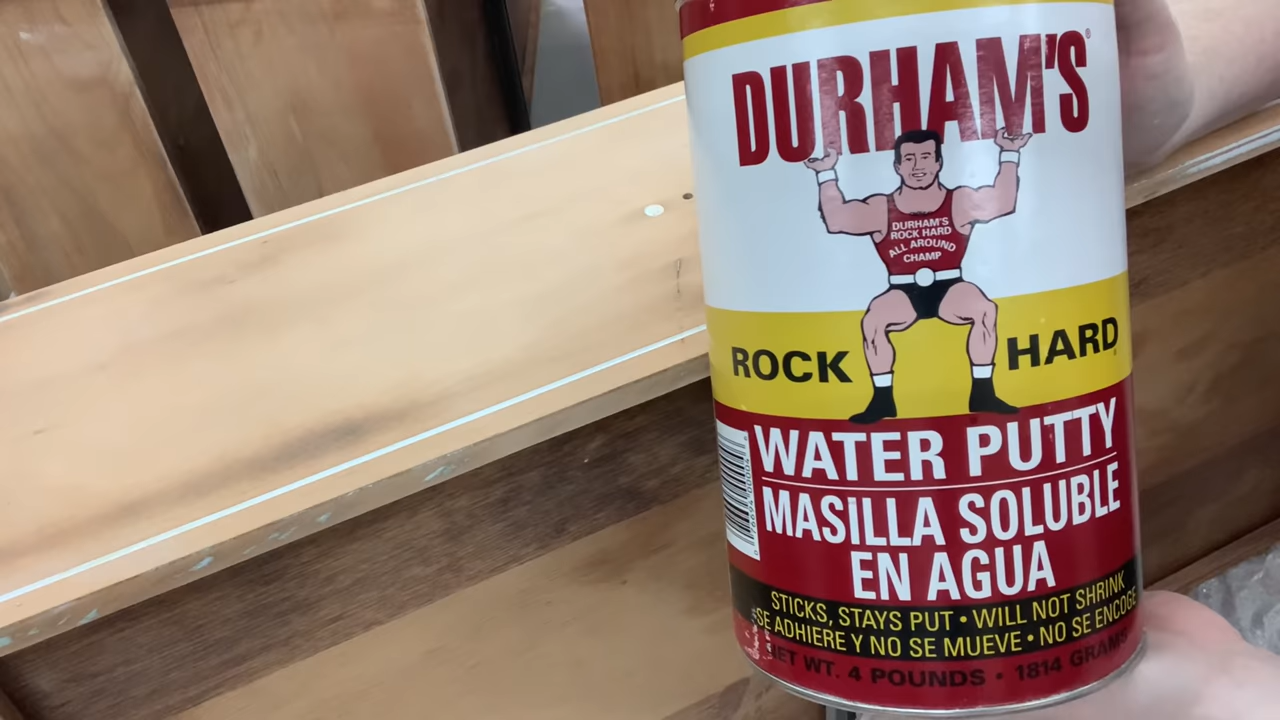 DURHAM'S®
DURHAM'S
ROCK HARD
ALL AROUND
CHAMP
ROCK HARD
WATER PUTTY
MASILLA SOLUBLE
EN AGUA
STICKS, STAYS PUT • WILL NOT SHRINK
SE ADHIERE Y NO SE MUEVE • NO SE ENCOGE
NET WT. 4 POUNDS • 1814 GRAMS